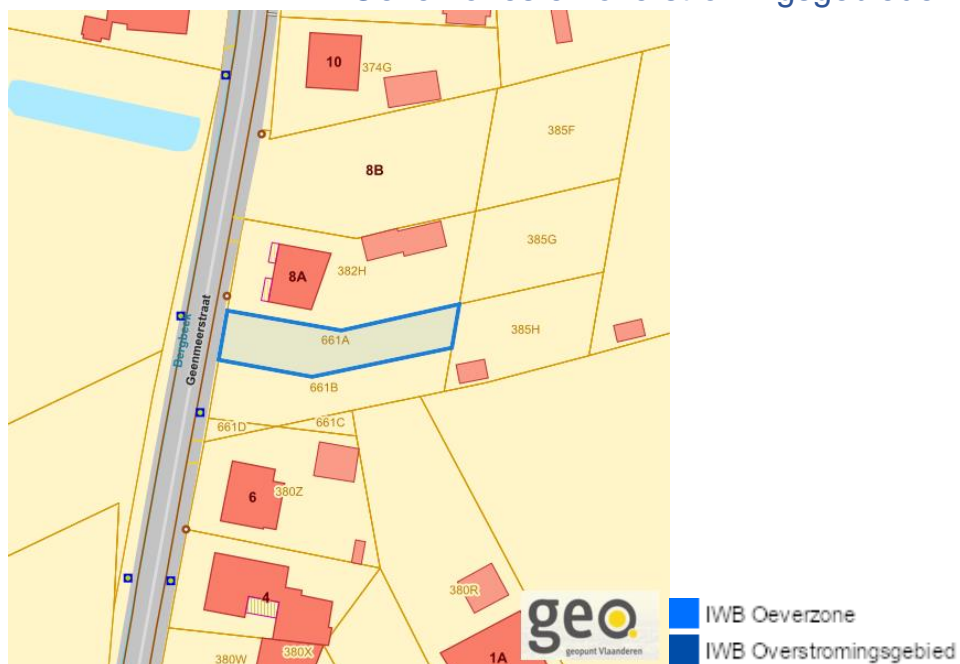 10
374G
385F
8B
385G
8A
382H
Bergbeek
Geenmeerstraat
661A
385H
661B
661D
661C
6
380Z
4
380R
380W
380X
1A
geo
geopunt Vlaanderen
IWB Oeverzone
IWB Overstromingsgebied